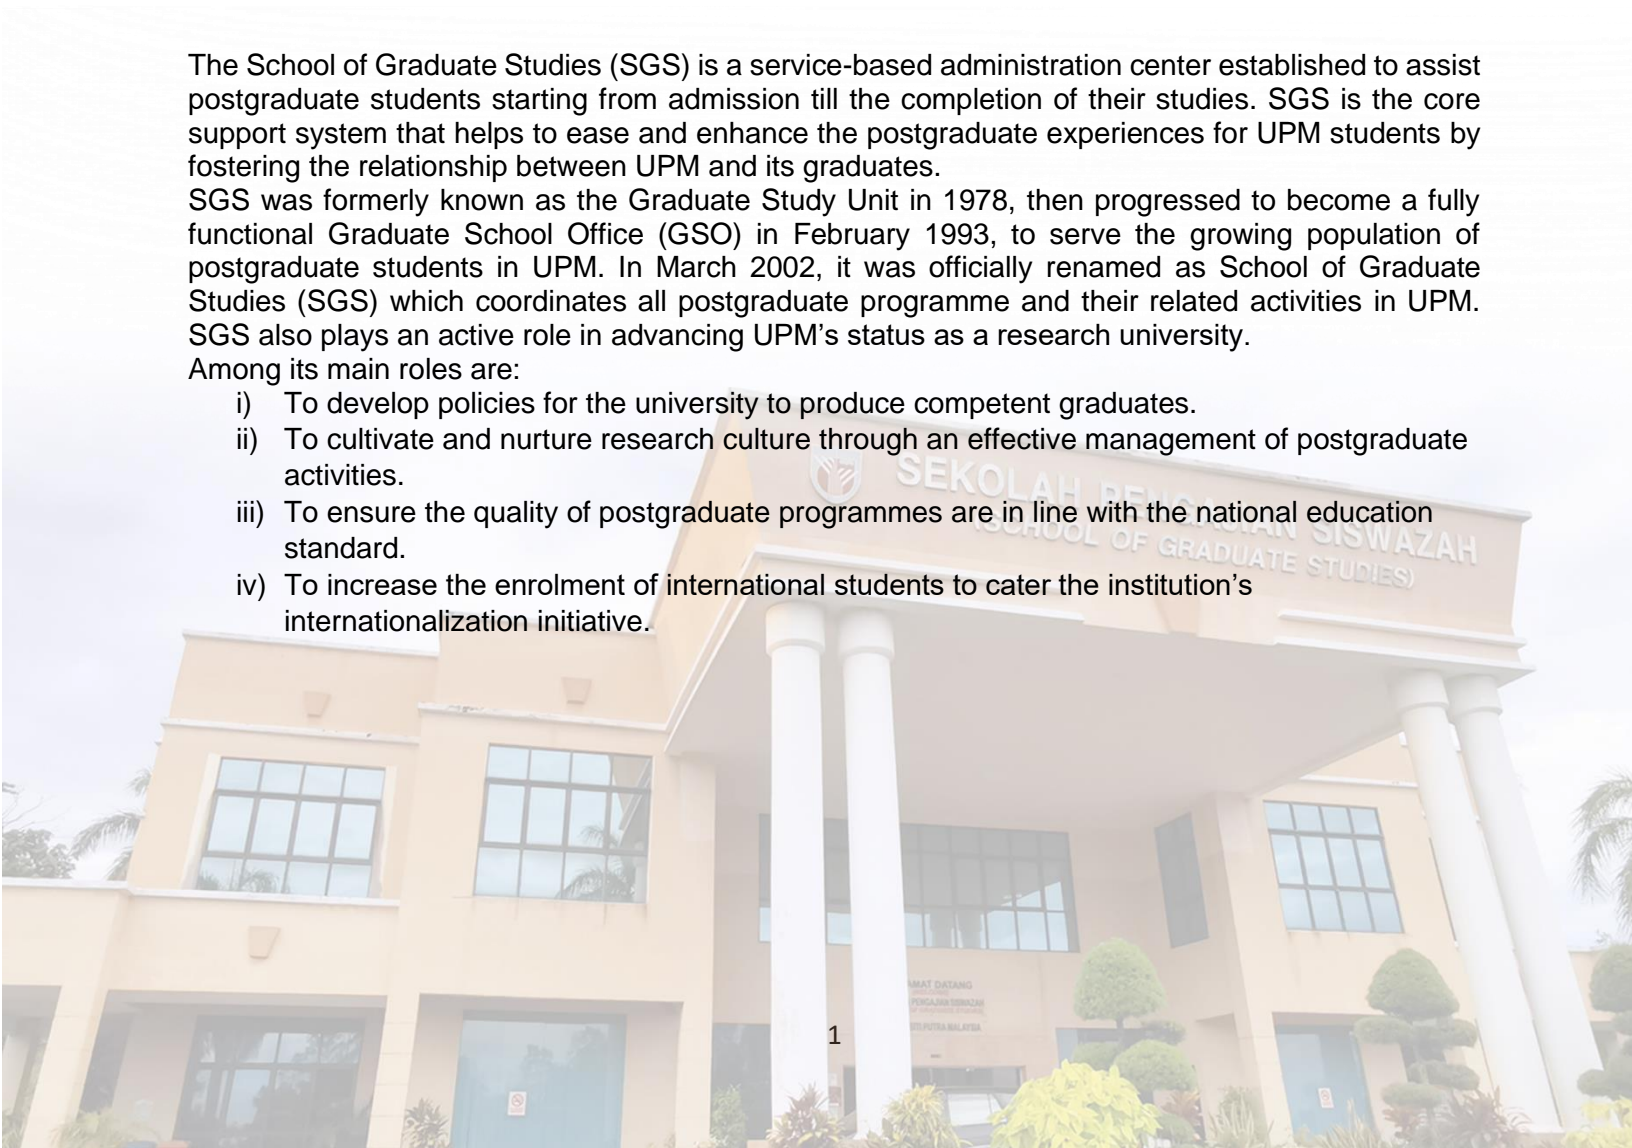 The School of Graduate Studies (SGS) is a service-based administration center established to assist
postgraduate students starting from admission till the completion of their studies. SGS is the core
support system that helps to ease and enhance the postgraduate experiences for UPM students by
fostering the relationship between UPM and its graduates.
SGS was formerly known as the Graduate Study Unit in 1978, then progressed to become a fully
functional Graduate School Office (GSO) in February 1993, to serve the growing population of
postgraduate students in UPM. In March 2002, it was officially renamed as School of Graduate
Studies (SGS) which coordinates all postgraduate programme and their related activities in UPM.
SGS also plays an active role in advancing UPM’s status as a research university.
Among its main roles are:
i) To develop policies for the university to produce competent graduates.
ii) To cultivate and nurture research culture through an effective management of postgraduate
activities.
iii) To ensure the quality of postgraduate programmes are in line with the national education
standard.
iv) To increase the enrolment of international students to cater the institution’s
internationalization initiative.
SEKOLAH PENGAJIAN SISWAZAH
(SCHOOL OF GRADUATE STUDIES)
DATANG
PENGAJIAN SISWAZAH
PUTRA MALAYSIA
1